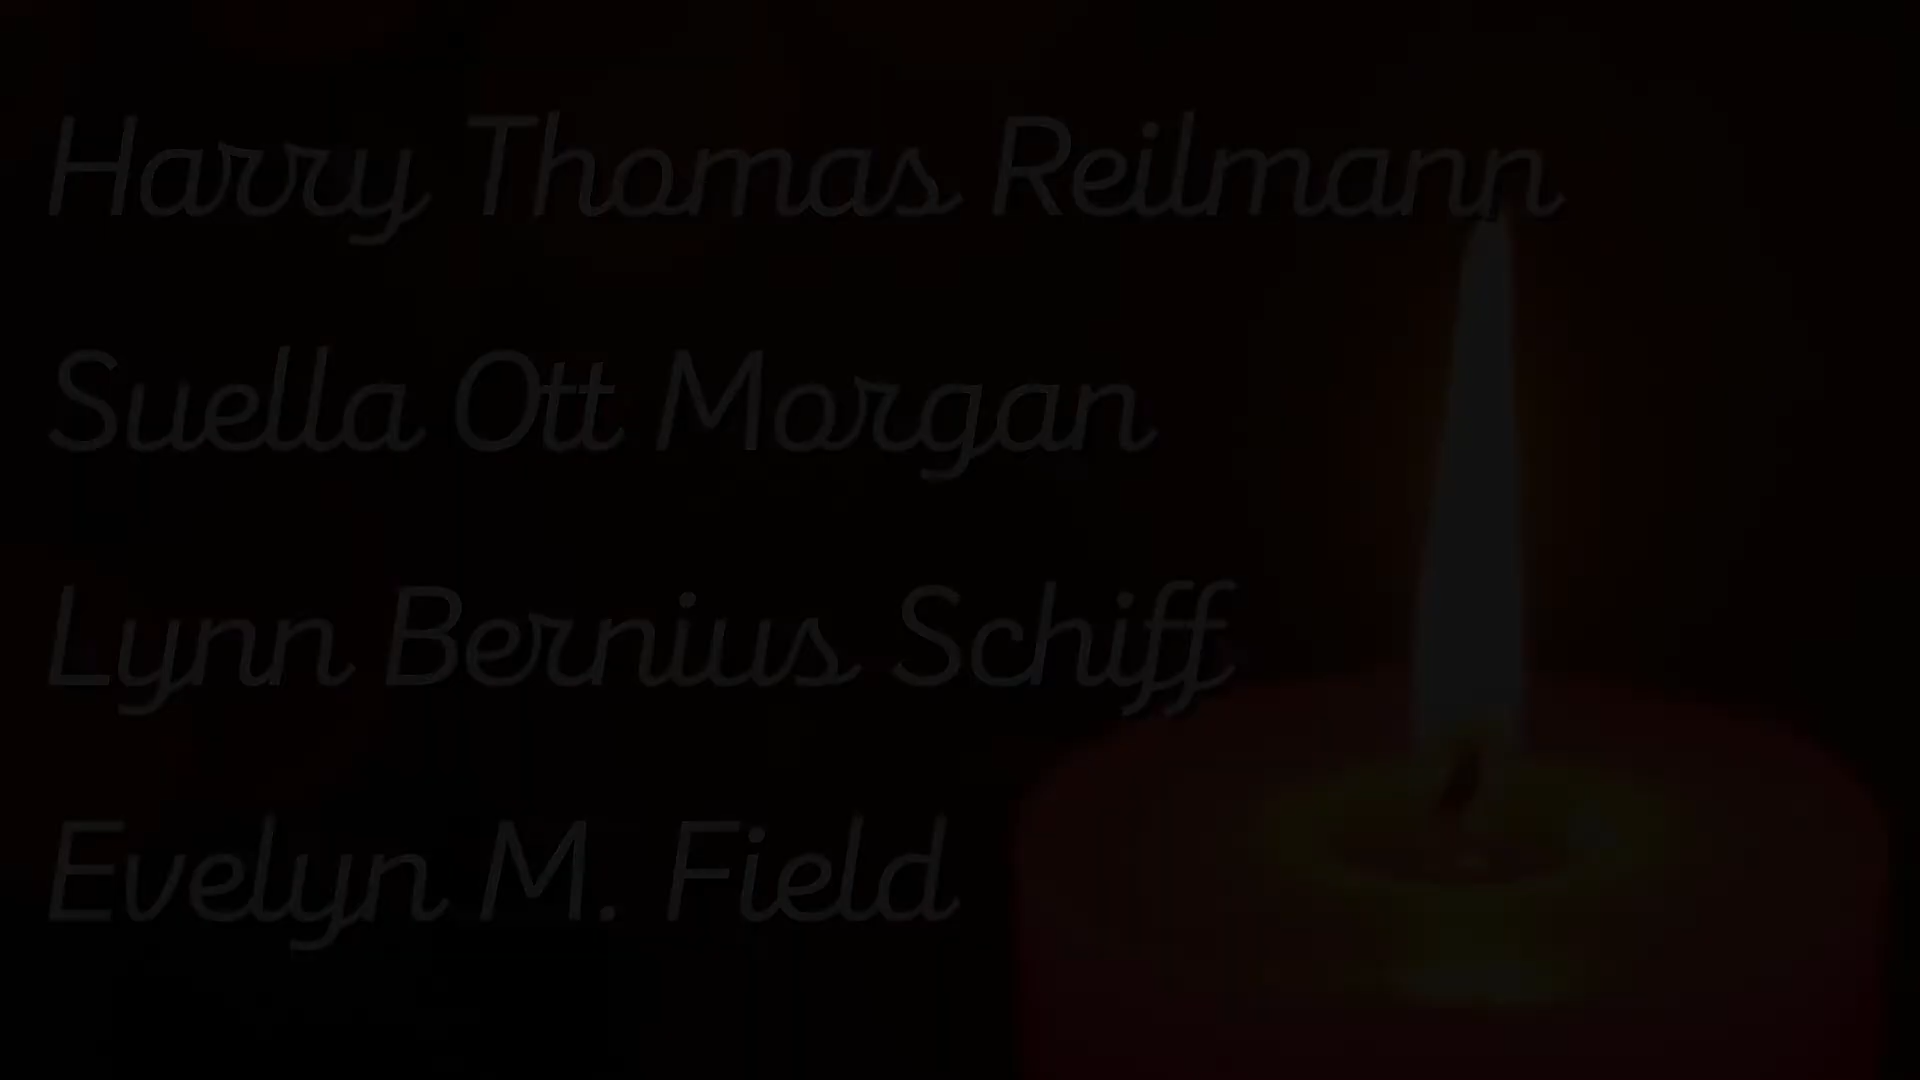 Harry Thomas Reilmann
Suella Ott Morgan
Lynn Bernius Schiff
Evelyn M. Field